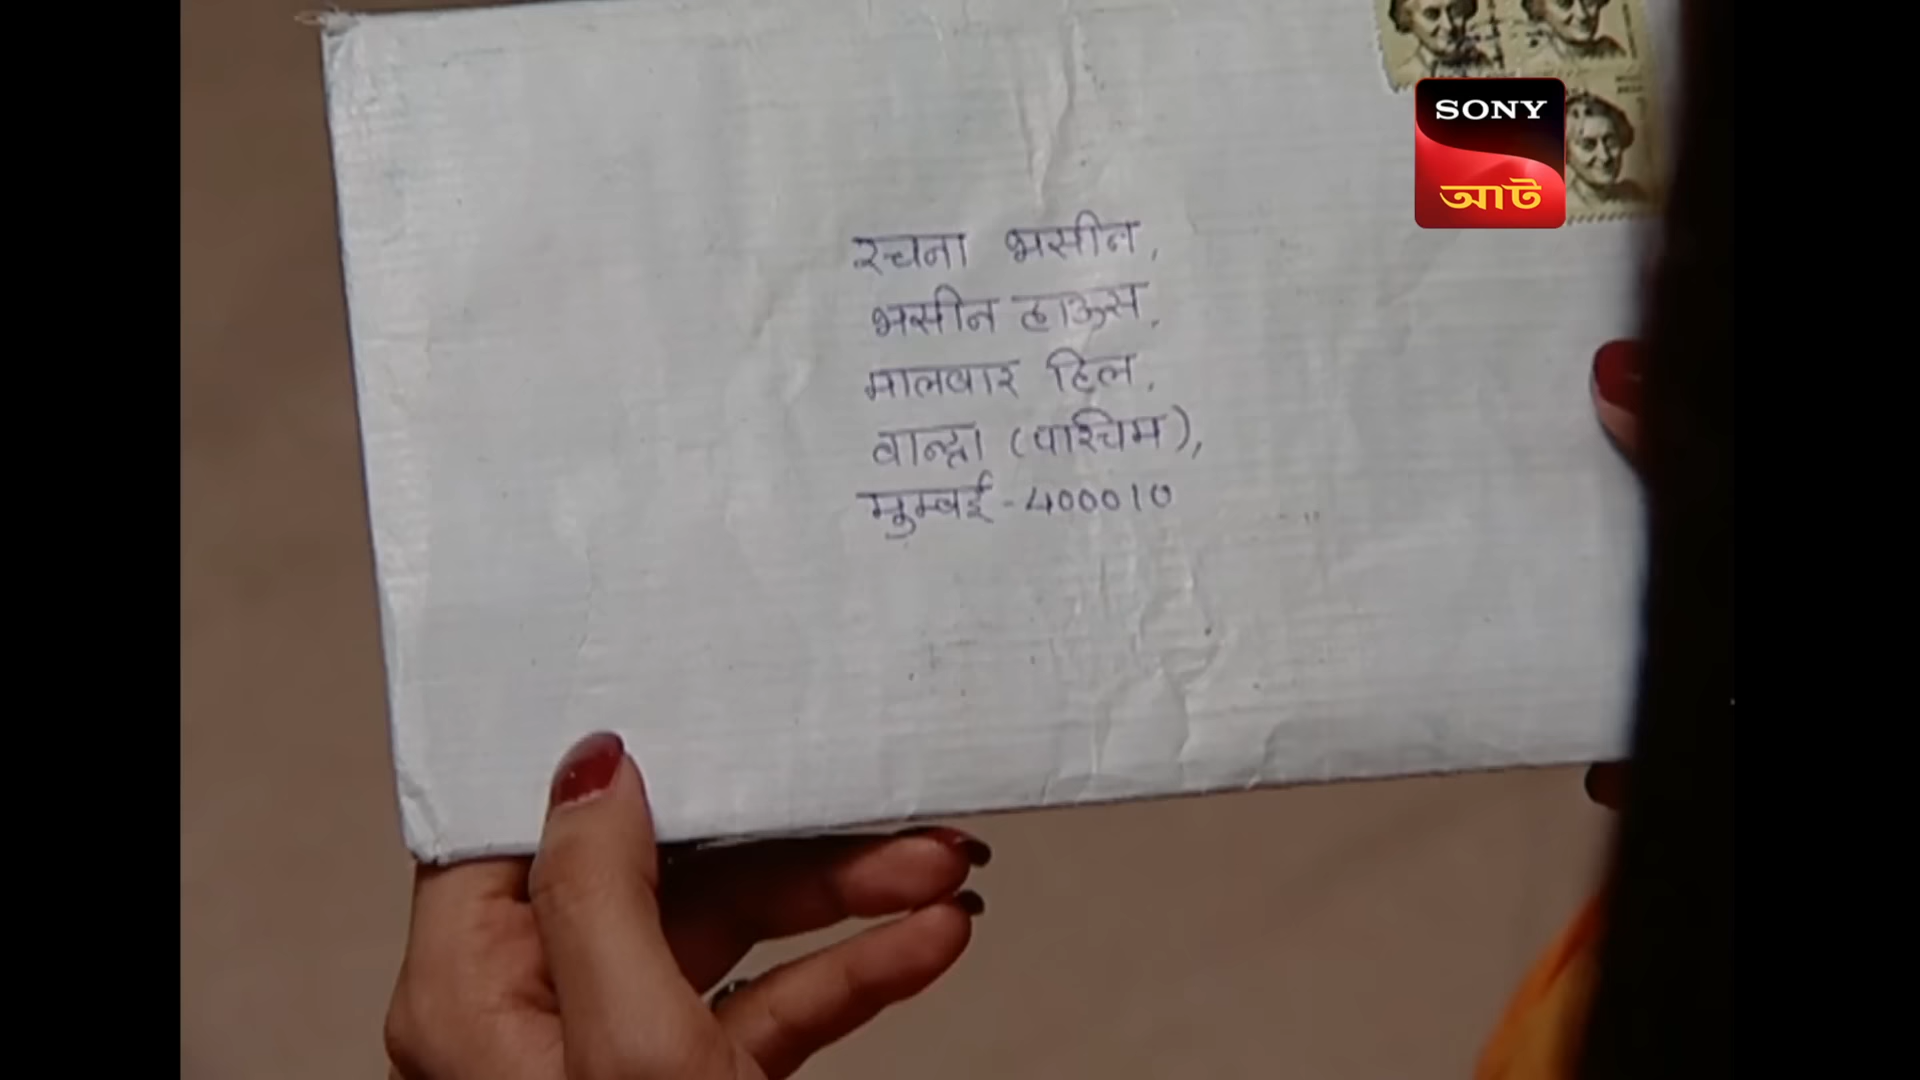 SONY
আট
रचना भसीन,
भसीन हाऊस,
मालबार हिल,
बान्द्रा (पश्चिम),
मुम्बई - 400010